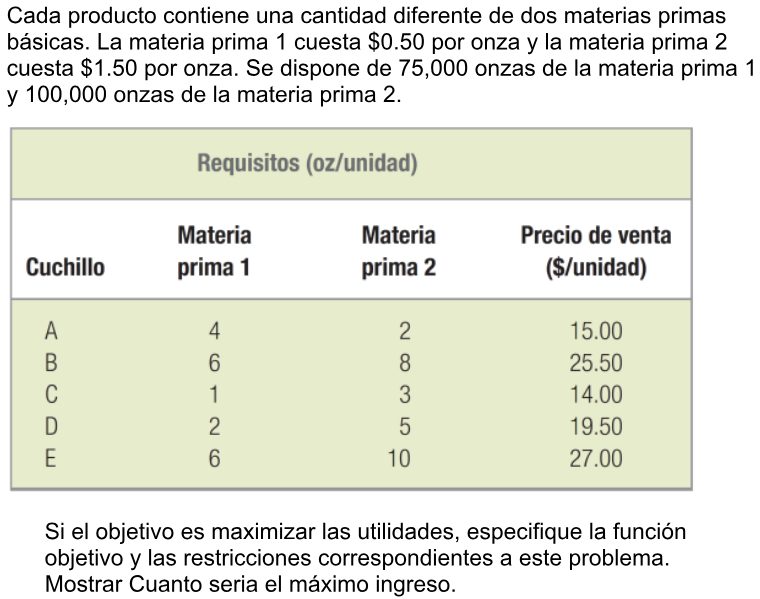 Cada producto contiene una cantidad diferente de dos materias primas
básicas. La materia prima 1 cuesta $0.50 por onza y la materia prima 2
cuesta $1.50 por onza. Se dispone de 75,000 onzas de la materia prima 1
y 100,000 onzas de la materia prima 2.
Requisitos (oz/unidad)
Cuchillo Materia prima 1 Materia prima 2 Precio de venta ($/unidad)
A 4 2 15.00
B 6 8 25.50
C 1 3 14.00
D 2 5 19.50
E 6 10 27.00
Si el objetivo es maximizar las utilidades, especifique la función
objetivo y las restricciones correspondientes a este problema.
Mostrar Cuanto seria el máximo ingreso.